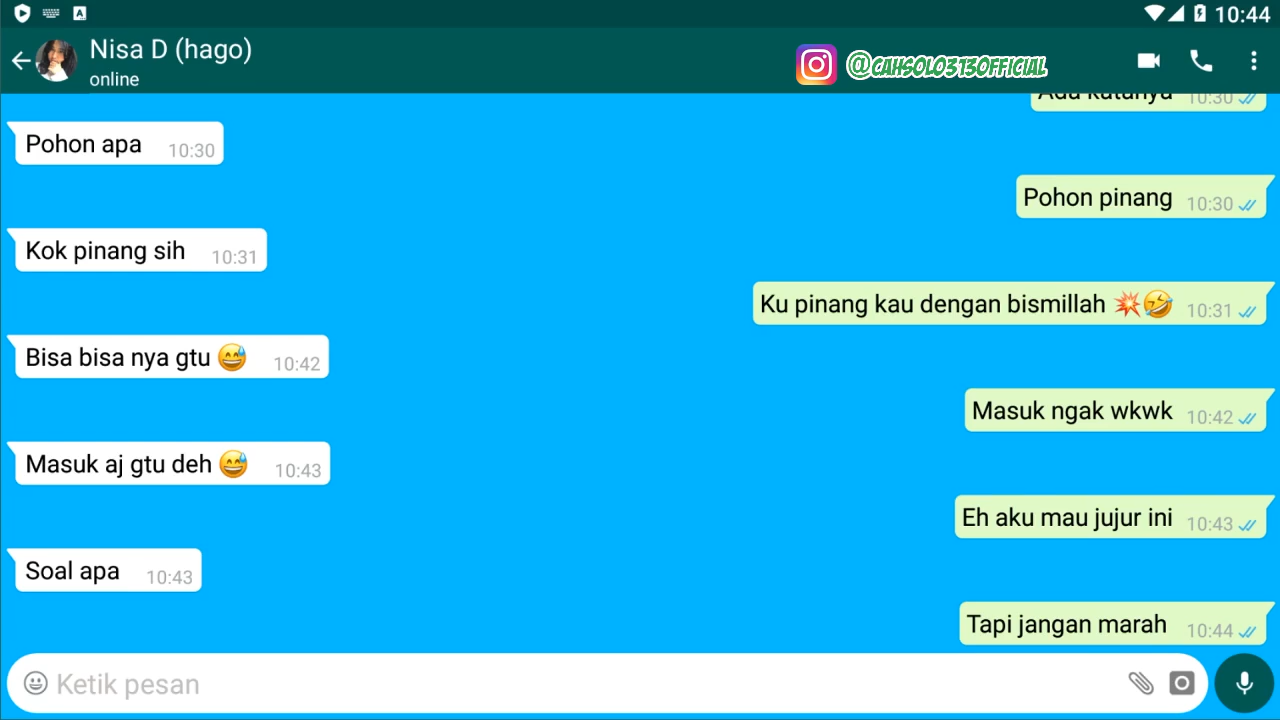 10:44
Nisa D (hago)
online
@CAHSOLO313OFFICIAL
Ada katanya 10:30
Pohon apa 10:30
Pohon pinang 10:30
Kok pinang sih 10:31
Ku pinang kau dengan bismillah 💥🤣 10:31
Bisa bisa nya gtu 😅 10:42
Masuk ngak wkwk 10:42
Masuk aj gtu deh 😅 10:43
Eh aku mau jujur ini 10:43
Soal apa 10:43
Tapi jangan marah 10:44
Ketik pesan